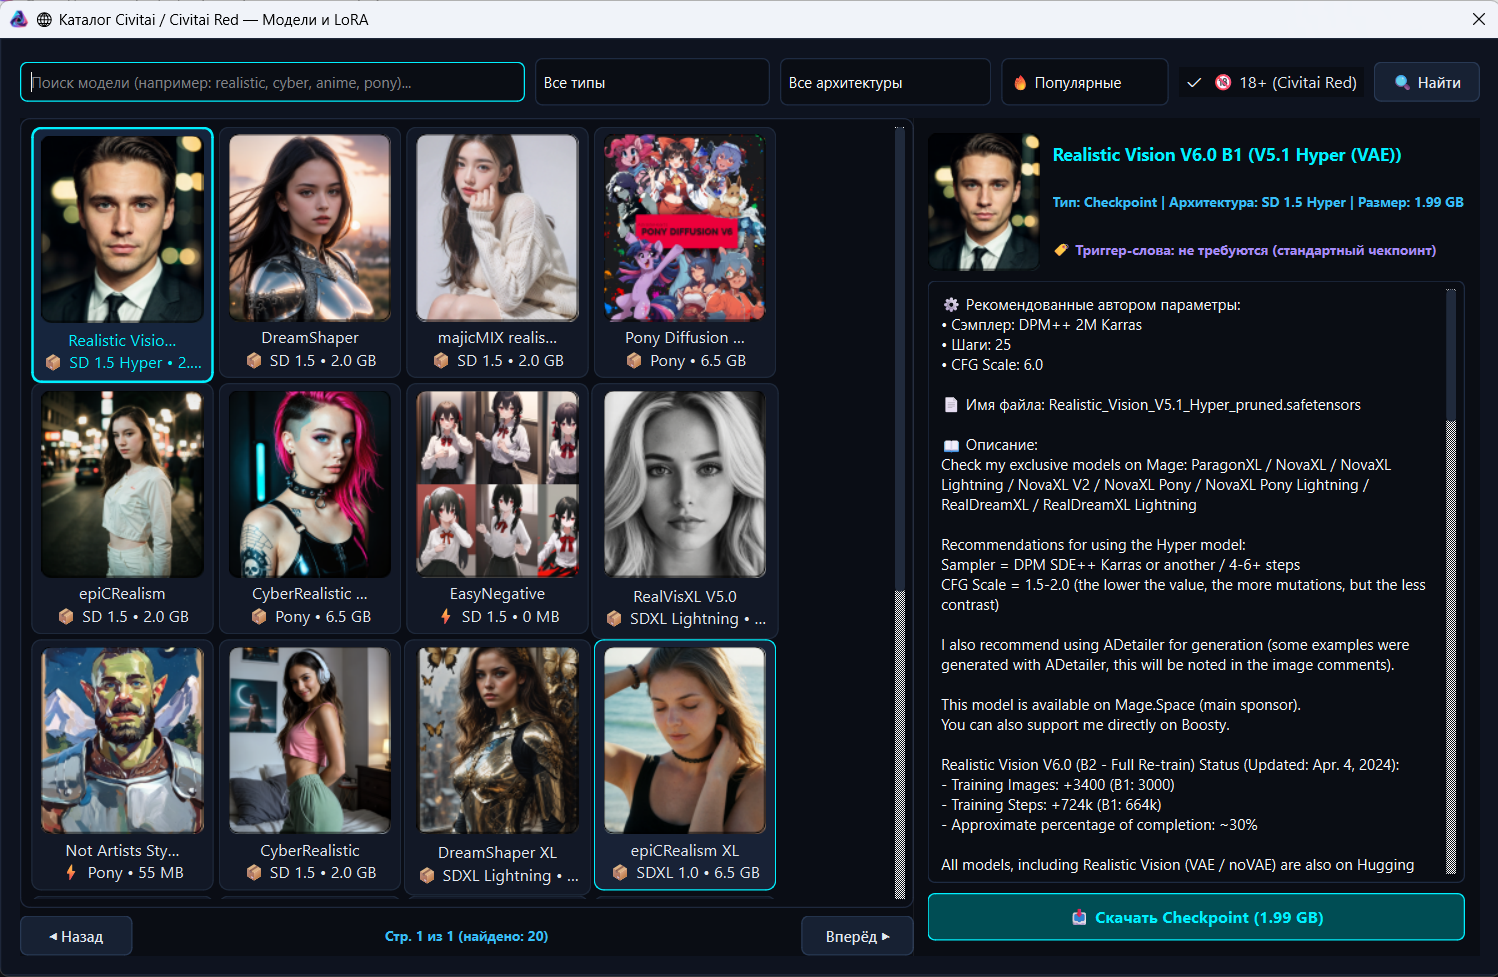 Каталог Civitai / Civitai Red — Модели и LoRA
Поиск модели (например: realistic, cyber, anime, pony)...
Все типы
Все архитектуры
Популярные
18+ (Civitai Red)
Найти
Realistic Visio...
SD 1.5 Hyper • 2....
DreamShaper
SD 1.5 • 2.0 GB
majicMIX realis...
SD 1.5 • 2.0 GB
PONY DIFFUSION V6
Pony Diffusion ...
Pony • 6.5 GB
epiCRealism
SD 1.5 • 2.0 GB
CyberRealistic ...
Pony • 6.5 GB
EasyNegative
SD 1.5 • 0 MB
RealVisXL V5.0
SDXL Lightning • ...
Not Artists Sty...
Pony • 55 MB
CyberRealistic
SD 1.5 • 2.0 GB
DreamShaper XL
SDXL Lightning • ...
epiCRealism XL
SDXL 1.0 • 6.5 GB
◂ Назад
Стр. 1 из 1 (найдено: 20)
Вперёд ▸
Realistic Vision V6.0 B1 (V5.1 Hyper (VAE))
Тип: Checkpoint | Архитектура: SD 1.5 Hyper | Размер: 1.99 GB
Триггер-слова: не требуются (стандартный чекпоинт)
Рекомендованные автором параметры:
• Сэмплер: DPM++ 2M Karras
• Шаги: 25
• CFG Scale: 6.0
Имя файла: Realistic_Vision_V5.1_Hyper_pruned.safetensors
Описание:
Check my exclusive models on Mage: ParagonXL / NovaXL / NovaXL
Lightning / NovaXL V2 / NovaXL Pony / NovaXL Pony Lightning /
RealDreamXL / RealDreamXL Lightning
Recommendations for using the Hyper model:
Sampler = DPM SDE++ Karras or another / 4-6+ steps
CFG Scale = 1.5-2.0 (the lower the value, the more mutations, but the less
contrast)
I also recommend using ADetailer for generation (some examples were
generated with ADetailer, this will be noted in the image comments).
This model is available on Mage.Space (main sponsor).
You can also support me directly on Boosty.
Realistic Vision V6.0 (B2 - Full Re-train) Status (Updated: Apr. 4, 2024):
- Training Images: +3400 (B1: 3000)
- Training Steps: +724k (B1: 664k)
- Approximate percentage of completion: ~30%
All models, including Realistic Vision (VAE / noVAE) are also on Hugging
Скачать Checkpoint (1.99 GB)